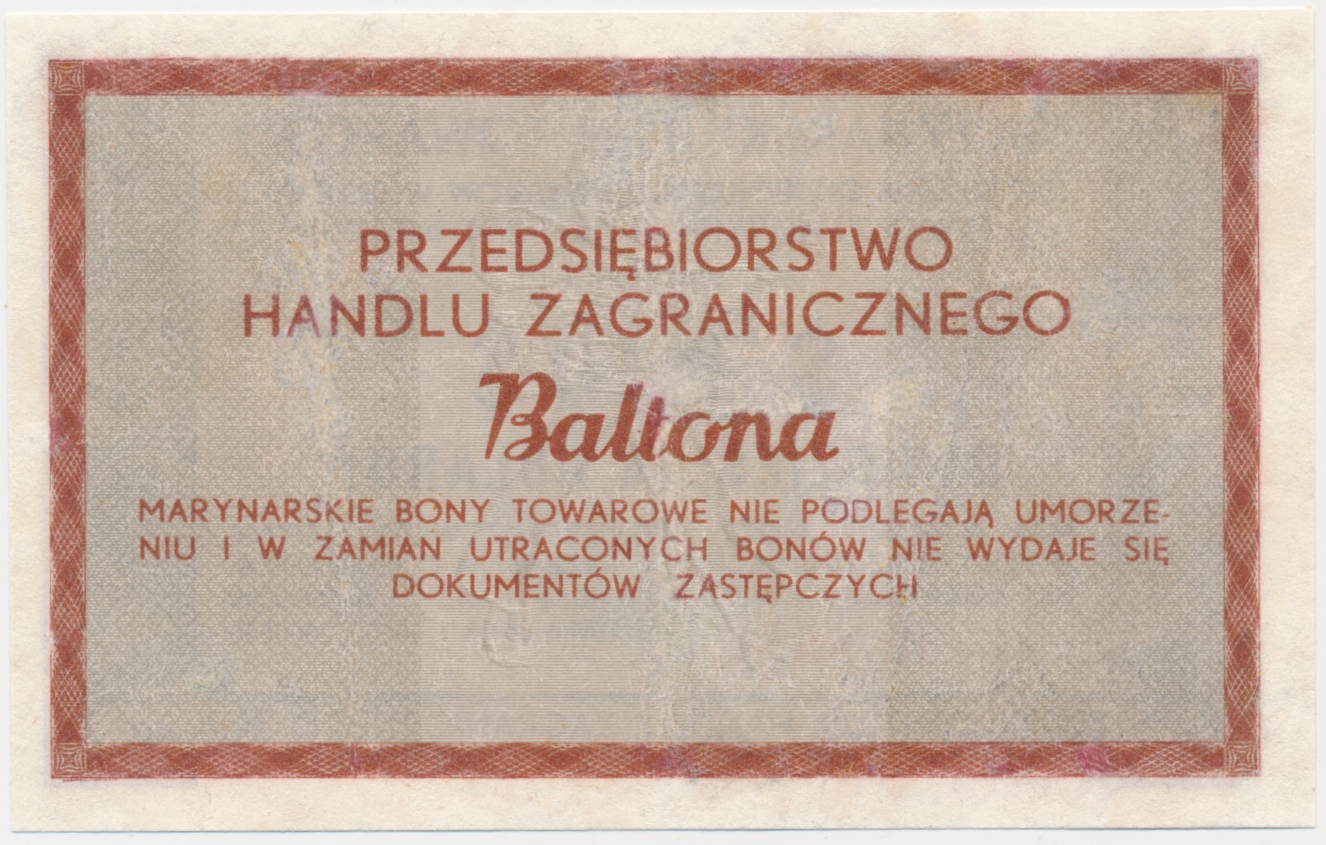 PRZEDSIĘBIORSTWO
HANDLU ZAGRANICZNEGO
Baltona
MARYNARSKIE BONY TOWAROWE NIE PODLEGAJĄ UMORZE-
NIU I W ZAMIAN UTRACONYCH BONÓW NIE WYDAJE SIĘ
DOKUMENTÓW ZASTĘPCZYCH